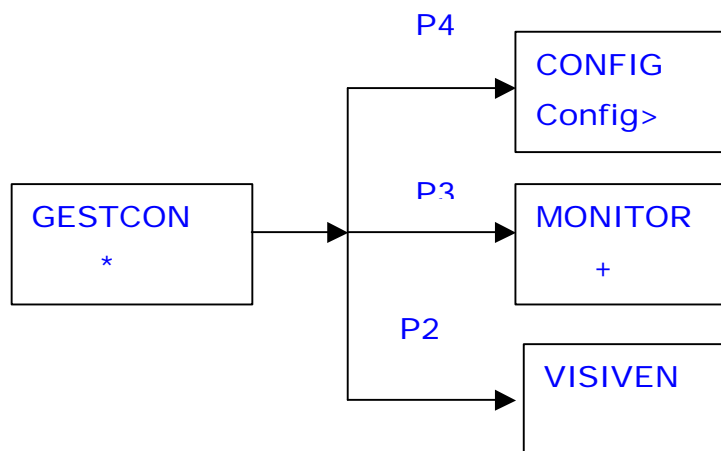 P4
CONFIG
Config>
GESTCON
*
P3
MONITOR
+
P2
VISIVEN